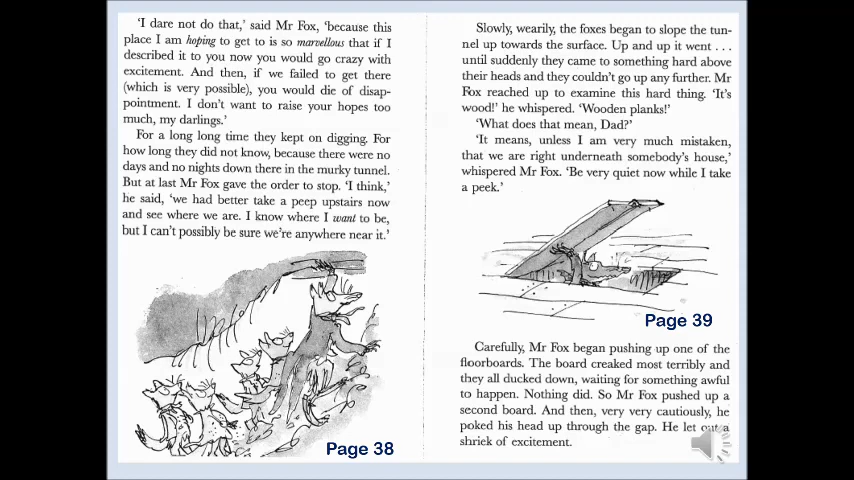 'I dare not do that,' said Mr Fox, 'because this
place I am hoping to get to is so marvellous that if I
described it to you now you would go crazy with
excitement. And then, if we failed to get there
(which is very possible), you would die of disap-
pointment. I don't want to raise your hopes too
much, my darlings.'
For a long long time they kept on digging. For
how long they did not know, because there were no
days and no nights down there in the murky tunnel.
But at last Mr Fox gave the order to stop. 'I think,'
he said, 'we had better take a peep upstairs now
and see where we are. I know where I want to be,
but I can't possibly be sure we're anywhere near it.'
Page 38
Slowly, wearily, the foxes began to slope the tun-
nel up towards the surface. Up and up it went . . .
until suddenly they came to something hard above
their heads and they couldn't go up any further. Mr
Fox reached up to examine this hard thing. 'It's
wood!' he whispered. 'Wooden planks!'
'What does that mean, Dad?'
'It means, unless I am very much mistaken,
that we are right underneath somebody's house,'
whispered Mr Fox. 'Be very quiet now while I take
a peek.'
Page 39
Carefully, Mr Fox began pushing up one of the
floorboards. The board creaked most terribly and
they all ducked down, waiting for something awful
to happen. Nothing did. So Mr Fox pushed up a
second board. And then, very very cautiously, he
poked his head up through the gap. He let out a
shriek of excitement.